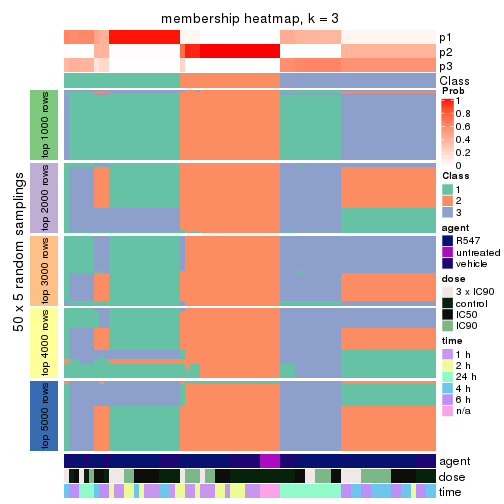 membership heatmap, k = 3
p1
p2
p3
Class
50 x 5 random samplings
top 1000 rows
top 2000 rows
top 3000 rows
top 4000 rows
top 5000 rows
agent
dose
time
Prob
1
0.8
0.6
0.4
0.2
0
Class
1
2
3
agent
R547
untreated
vehicle
dose
3 x IC90
control
IC50
IC90
time
1 h
2 h
24 h
4 h
6 h
n/a